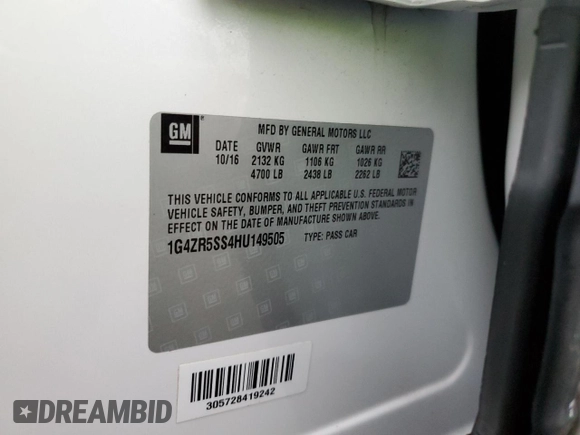 GM
MFD BY GENERAL MOTORS LLC
DATE GVWR GAWR FRT GAWR RR
10/16 2132 KG 1106 KG 1026 KG
4700 LB 2438 LB 2262 LB
THIS VEHICLE CONFORMS TO ALL APPLICABLE U.S. FEDERAL MOTOR
VEHICLE SAFETY, BUMPER, AND THEFT PREVENTION STANDARDS IN
EFFECT ON THE DATE OF MANUFACTURE SHOWN ABOVE.
1G4ZR5SS4HU149505 TYPE: PASS CAR
305728419242
DREAMBID